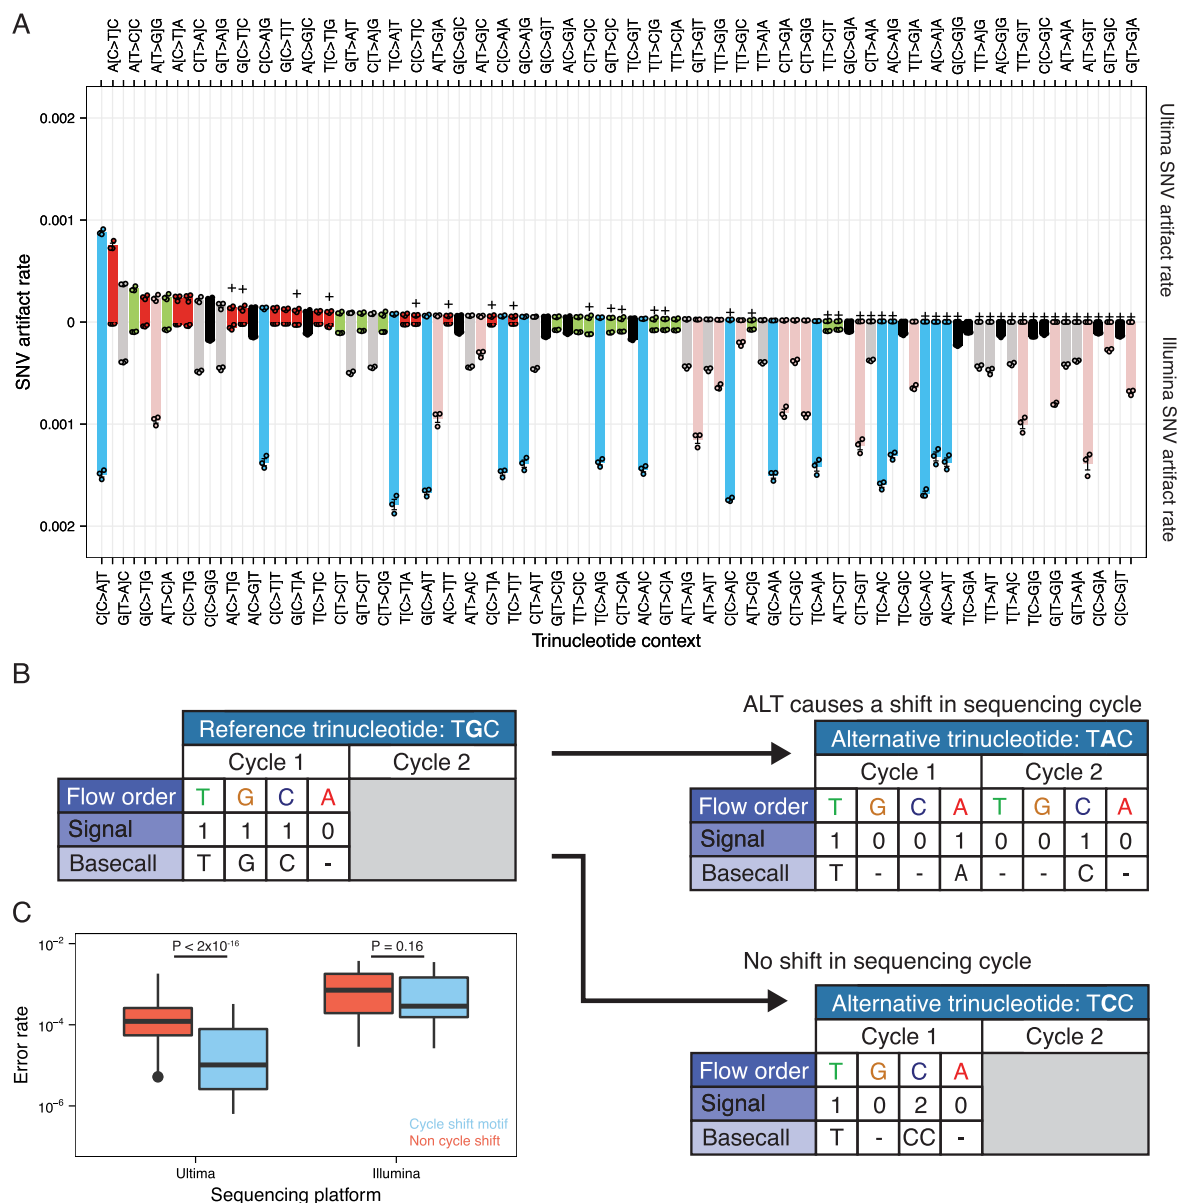 A
A[C>T]C
A[T>C]C
A[T>G]G
A[C>T]A
C[T>A]C
G[T>A]G
G[C>T]C
C[C>A]G
G[C>T]T
A[C>G]C
T[C>T]G
G[T>A]T
C[T>A]G
T[C>A]T
A[T>G]A
G[C>G]C
A[T>G]C
C[C>A]A
G[C>A]G
G[C>G]T
A[C>G]A
C[T>C]C
G[T>C]C
T[C>G]T
T[T>C]G
T[T>C]A
G[T>G]T
T[T>G]C
T[T>A]A
C[T>G]T
T[C>A]G
T[T>C]T
G[C>G]A
C[T>A]A
A[C>A]G
T[T>G]A
A[C>A]A
G[C>G]G
T[T>A]G
A[C>G]G
T[T>G]T
C[C>G]C
A[T>A]A
A[T>G]T
G[T>G]C
G[T>G]A
0.002
0.001
0
0.001
0.002
SNV artifact rate
Ultima SNV artifact rate
Illumina SNV artifact rate
C[C>A]T
G[T>A]C
G[C>T]G
A[T>C]A
C[C>T]G
C[C>G]G
A[C>T]G
A[C>G]T
C[C>T]T
G[C>T]A
T[C>T]C
C[T>C]T
G[T>C]T
C[T>C]G
T[C>T]A
G[C>A]T
A[C>T]T
A[T>A]C
C[C>T]A
T[C>T]T
C[T>A]T
G[T>C]G
T[T>C]C
T[C>A]G
C[T>C]A
A[C>A]C
G[T>C]A
A[T>A]G
A[T>A]T
C[T>G]G
C[C>A]C
A[T>C]G
G[C>A]A
C[T>G]C
T[C>A]A
A[T>C]T
C[T>G]T
T[C>A]C
T[C>G]C
G[C>A]C
A[C>A]T
T[C>G]A
T[T>A]C
T[T>A]T
T[C>G]G
G[T>G]G
G[T>A]A
C[C>G]A
C[C>G]T
Trinucleotide context
B
Reference trinucleotide: TGC
Cycle 1 Cycle 2
Flow order T G C A
Signal 1 1 1 0
Basecall T G C -
ALT causes a shift in sequencing cycle
Alternative trinucleotide: TAC
Cycle 1 Cycle 2
Flow order T G C A T G C A
Signal 1 0 0 1 0 0 1 0
Basecall T - - A - - C -
No shift in sequencing cycle
Alternative trinucleotide: TCC
Cycle 1 Cycle 2
Flow order T G C A
Signal 1 0 2 0
Basecall T - CC -
C
P < 2x10⁻¹⁶
P = 0.16
10⁻²
10⁻⁴
10⁻⁶
Error rate
Cycle shift motif
Non cycle shift
Ultima
Illumina
Sequencing platform